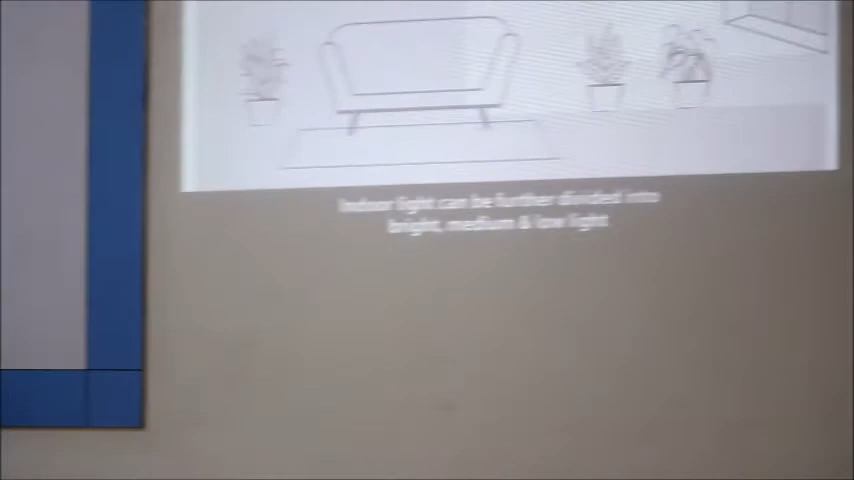 Indoor light can be further divided into
bright, medium & low light